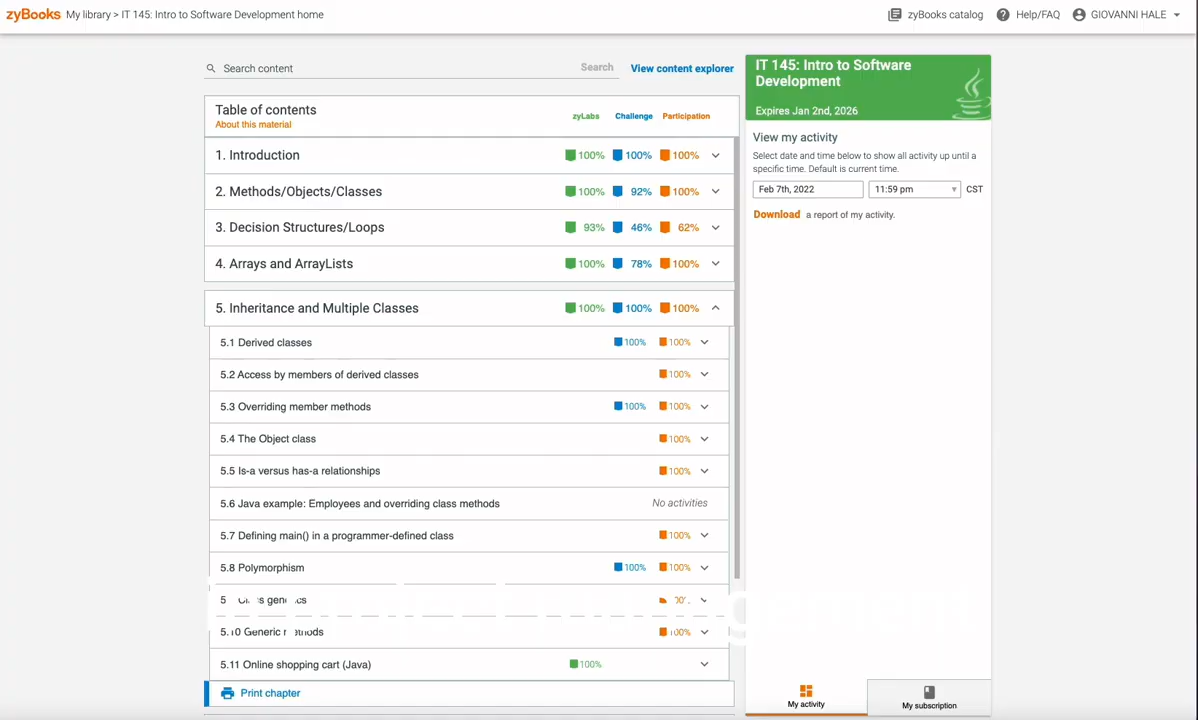 zyBooks My library > IT 145: Intro to Software Development home
zyBooks catalog Help/FAQ GIOVANNI HALE
Search content Search View content explorer
Table of contents
About this material
zyLabs Challenge Participation
1. Introduction 100% 100% 100%
2. Methods/Objects/Classes 100% 92% 100%
3. Decision Structures/Loops 93% 46% 62%
4. Arrays and ArrayLists 100% 78% 100%
5. Inheritance and Multiple Classes 100% 100% 100%
5.1 Derived classes 100% 100%
5.2 Access by members of derived classes 100%
5.3 Overriding member methods 100% 100%
5.4 The Object class 100%
5.5 Is-a versus has-a relationships 100%
5.6 Java example: Employees and overriding class methods No activities
5.7 Defining main() in a programmer-defined class 100%
5.8 Polymorphism 100% 100%
5.10 Generic 100%
5.11 Online shopping cart (Java) 100%
Print chapter
IT 145: Intro to Software
Development
Expires Jan 2nd, 2026
View my activity
Select date and time below to show all activity up until a
specific time. Default is current time.
Feb 7th, 2022 11:59 pm CST
Download a report of my activity.
My activity My subscription